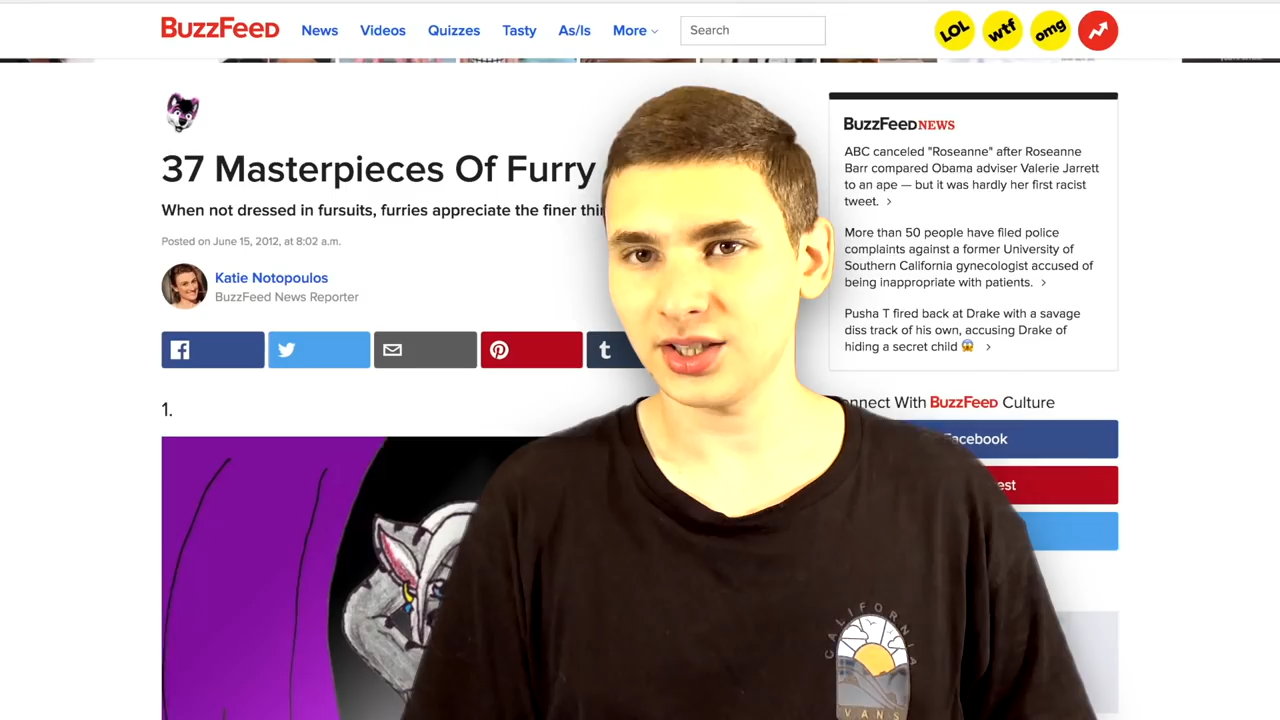 BuzzFeed News Videos Quizzes Tasty As/Is More Search LOL wtf omg
37 Masterpieces Of Furry
When not dressed in fursuits, furries appreciate the finer
Posted on June 15, 2012, at 8:02 a.m.
Katie Notopoulos
BuzzFeed News Reporter
1.
BuzzFeed NEWS
ABC canceled "Roseanne" after Roseanne
Barr compared Obama adviser Valerie Jarrett
to an ape — but it was hardly her first racist
tweet. >
More than 50 people have filed police
complaints against a former University of
Southern California gynecologist accused of
being inappropriate with patients. >
Pusha T fired back at Drake with a savage
diss track of his own, accusing Drake of
hiding a secret child 😱 >
With BuzzFeed Culture
Facebook
CALIFORNIA
VANS